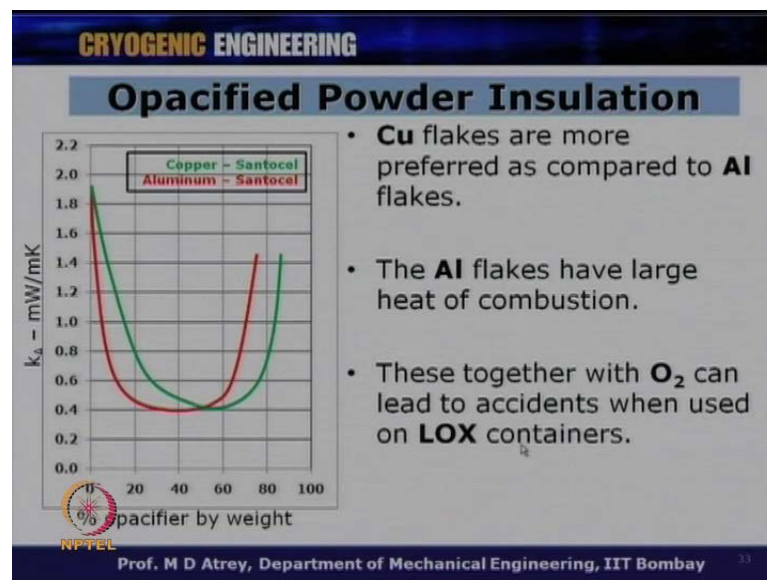 CRYOGENIC ENGINEERING
Opacified Powder Insulation
2.2
2.0
1.8
1.6
1.4
1.2
1.0
0.8
0.6
0.4
0.2
0.0
0 20 40 60 80 100
Copper – Santocel
Aluminum – Santocel
k_A – mW/mK
% opacifier by weight
• Cu flakes are more
preferred as compared to Al
flakes.
• The Al flakes have large
heat of combustion.
• These together with O₂ can
lead to accidents when used
on LOX containers.
NPTEL
Prof. M D Atrey, Department of Mechanical Engineering, IIT Bombay
33